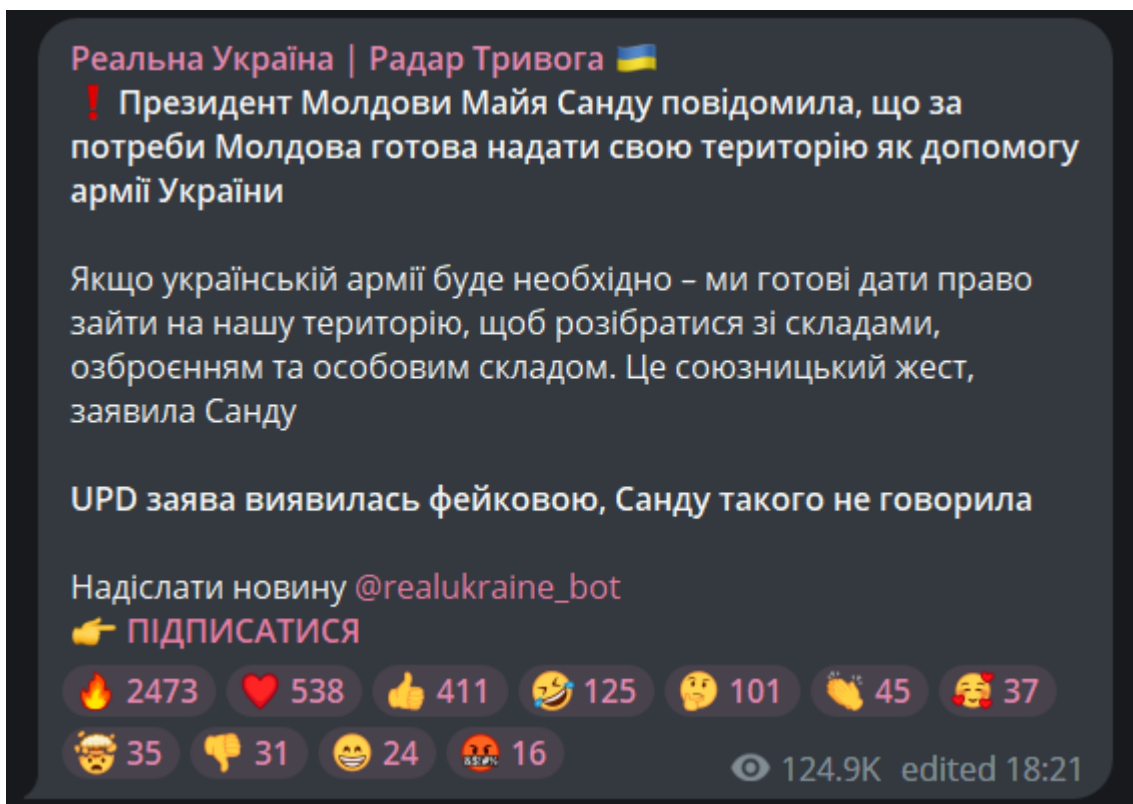 Реальна Україна | Радар Тривога 🇺🇦
❗ Президент Молдови Майя Санду повідомила, що за
потреби Молдова готова надати свою територію як допомогу
армії України
Якщо українській армії буде необхідно – ми готові дати право
зайти на нашу територію, щоб розібратися зі складами,
озброєнням та особовим складом. Це союзницький жест,
заявила Санду
UPD заява виявилась фейковою, Санду такого не говорила
Надіслати новину @realukraine_bot
👉 ПІДПИСАТИСЯ
🔥 2473 ❤️ 538 👍 411 🤣 125 🤔 101 👏 45 🥰 37
🤯 35 👎 31 😁 24 🤬 16
124.9K edited 18:21